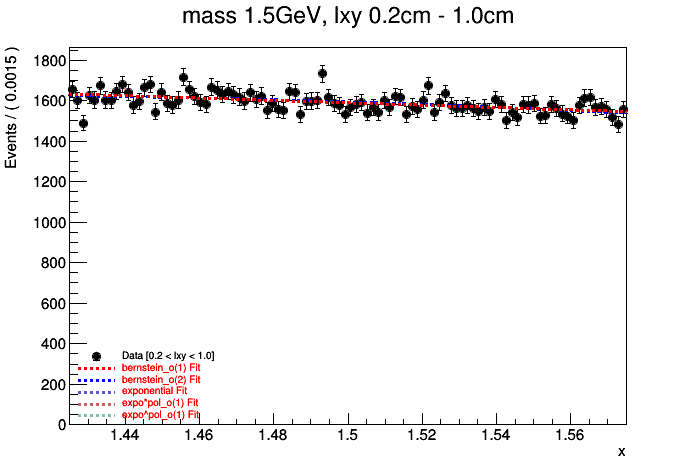 mass 1.5GeV, lxy 0.2cm - 1.0cm
Events / ( 0.0015 )
1800
1600
1400
1200
1000
800
600
400
200
0
Data [0.2 < lxy < 1.0]
bernstein_o(1) Fit
bernstein_o(2) Fit
exponential Fit
expo*pol_o(1) Fit
expo^pol_o(1) Fit
1.44 1.46 1.48 1.5 1.52 1.54 1.56
x